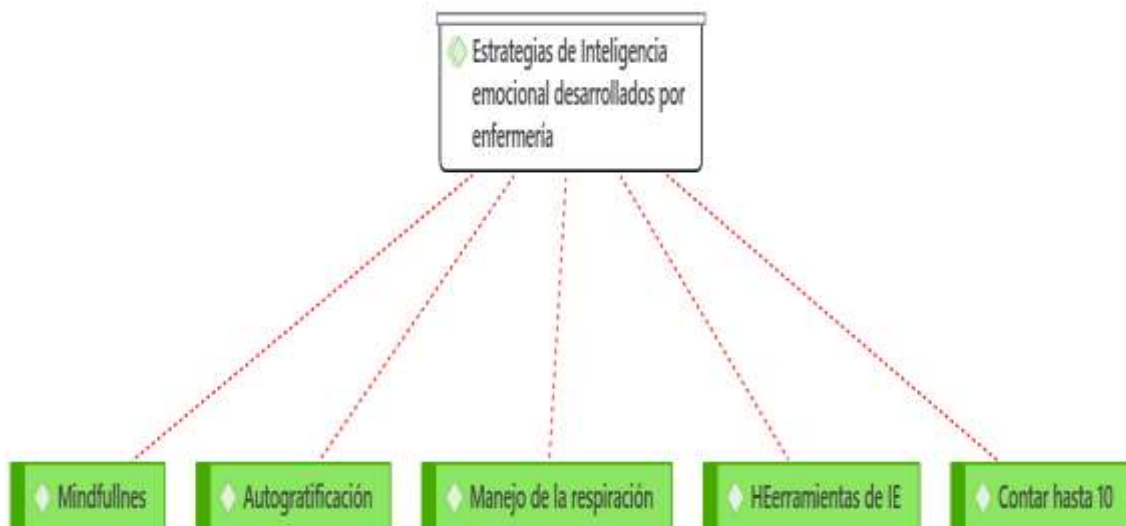 Estrategias de Inteligencia
emocional desarrollados por
enfermería
Mindfullnes
Autogratificación
Manejo de la respiración
HEerramientas de IE
Contar hasta 10